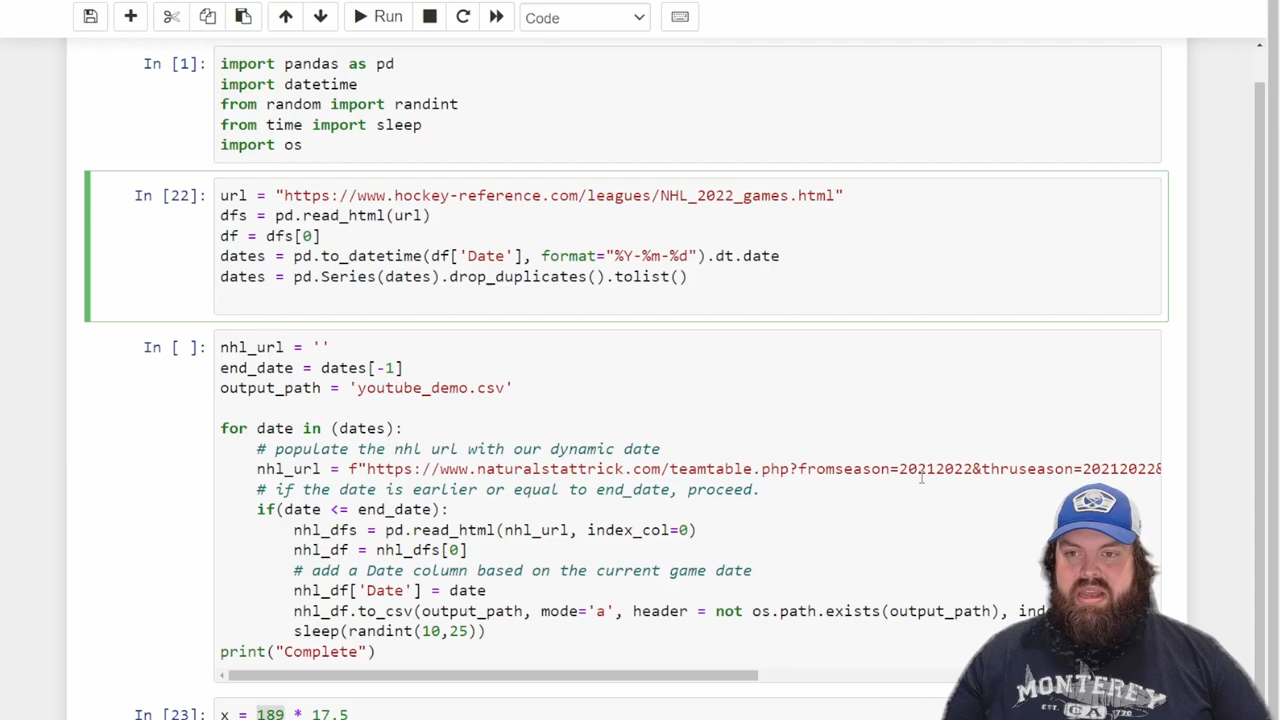 Run
Code
In [1]:
import pandas as pd
import datetime
from random import randint
from time import sleep
import os
In [22]:
url = "https://www.hockey-reference.com/leagues/NHL_2022_games.html"
dfs = pd.read_html(url)
df = dfs[0]
dates = pd.to_datetime(df['Date'], format="%Y-%m-%d").dt.date
dates = pd.Series(dates).drop_duplicates().tolist()
In [ ]:
nhl_url = ''
end_date = dates[-1]
output_path = 'youtube_demo.csv'
for date in (dates):
# populate the nhl url with our dynamic date
nhl_url = f"https://www.naturalstattrick.com/teamtable.php?fromseason=20212022&thruseason=20212022&
# if the date is earlier or equal to end_date, proceed.
if(date <= end_date):
nhl_dfs = pd.read_html(nhl_url, index_col=0)
nhl_df = nhl_dfs[0]
# add a Date column based on the current game date
nhl_df['Date'] = date
nhl_df.to_csv(output_path, mode='a', header = not os.path.exists(output_path),
sleep(randint(10,25))
print("Complete")
In [23]:
x = 189 * 17.5
MONTEREY
EST.
CA
1770